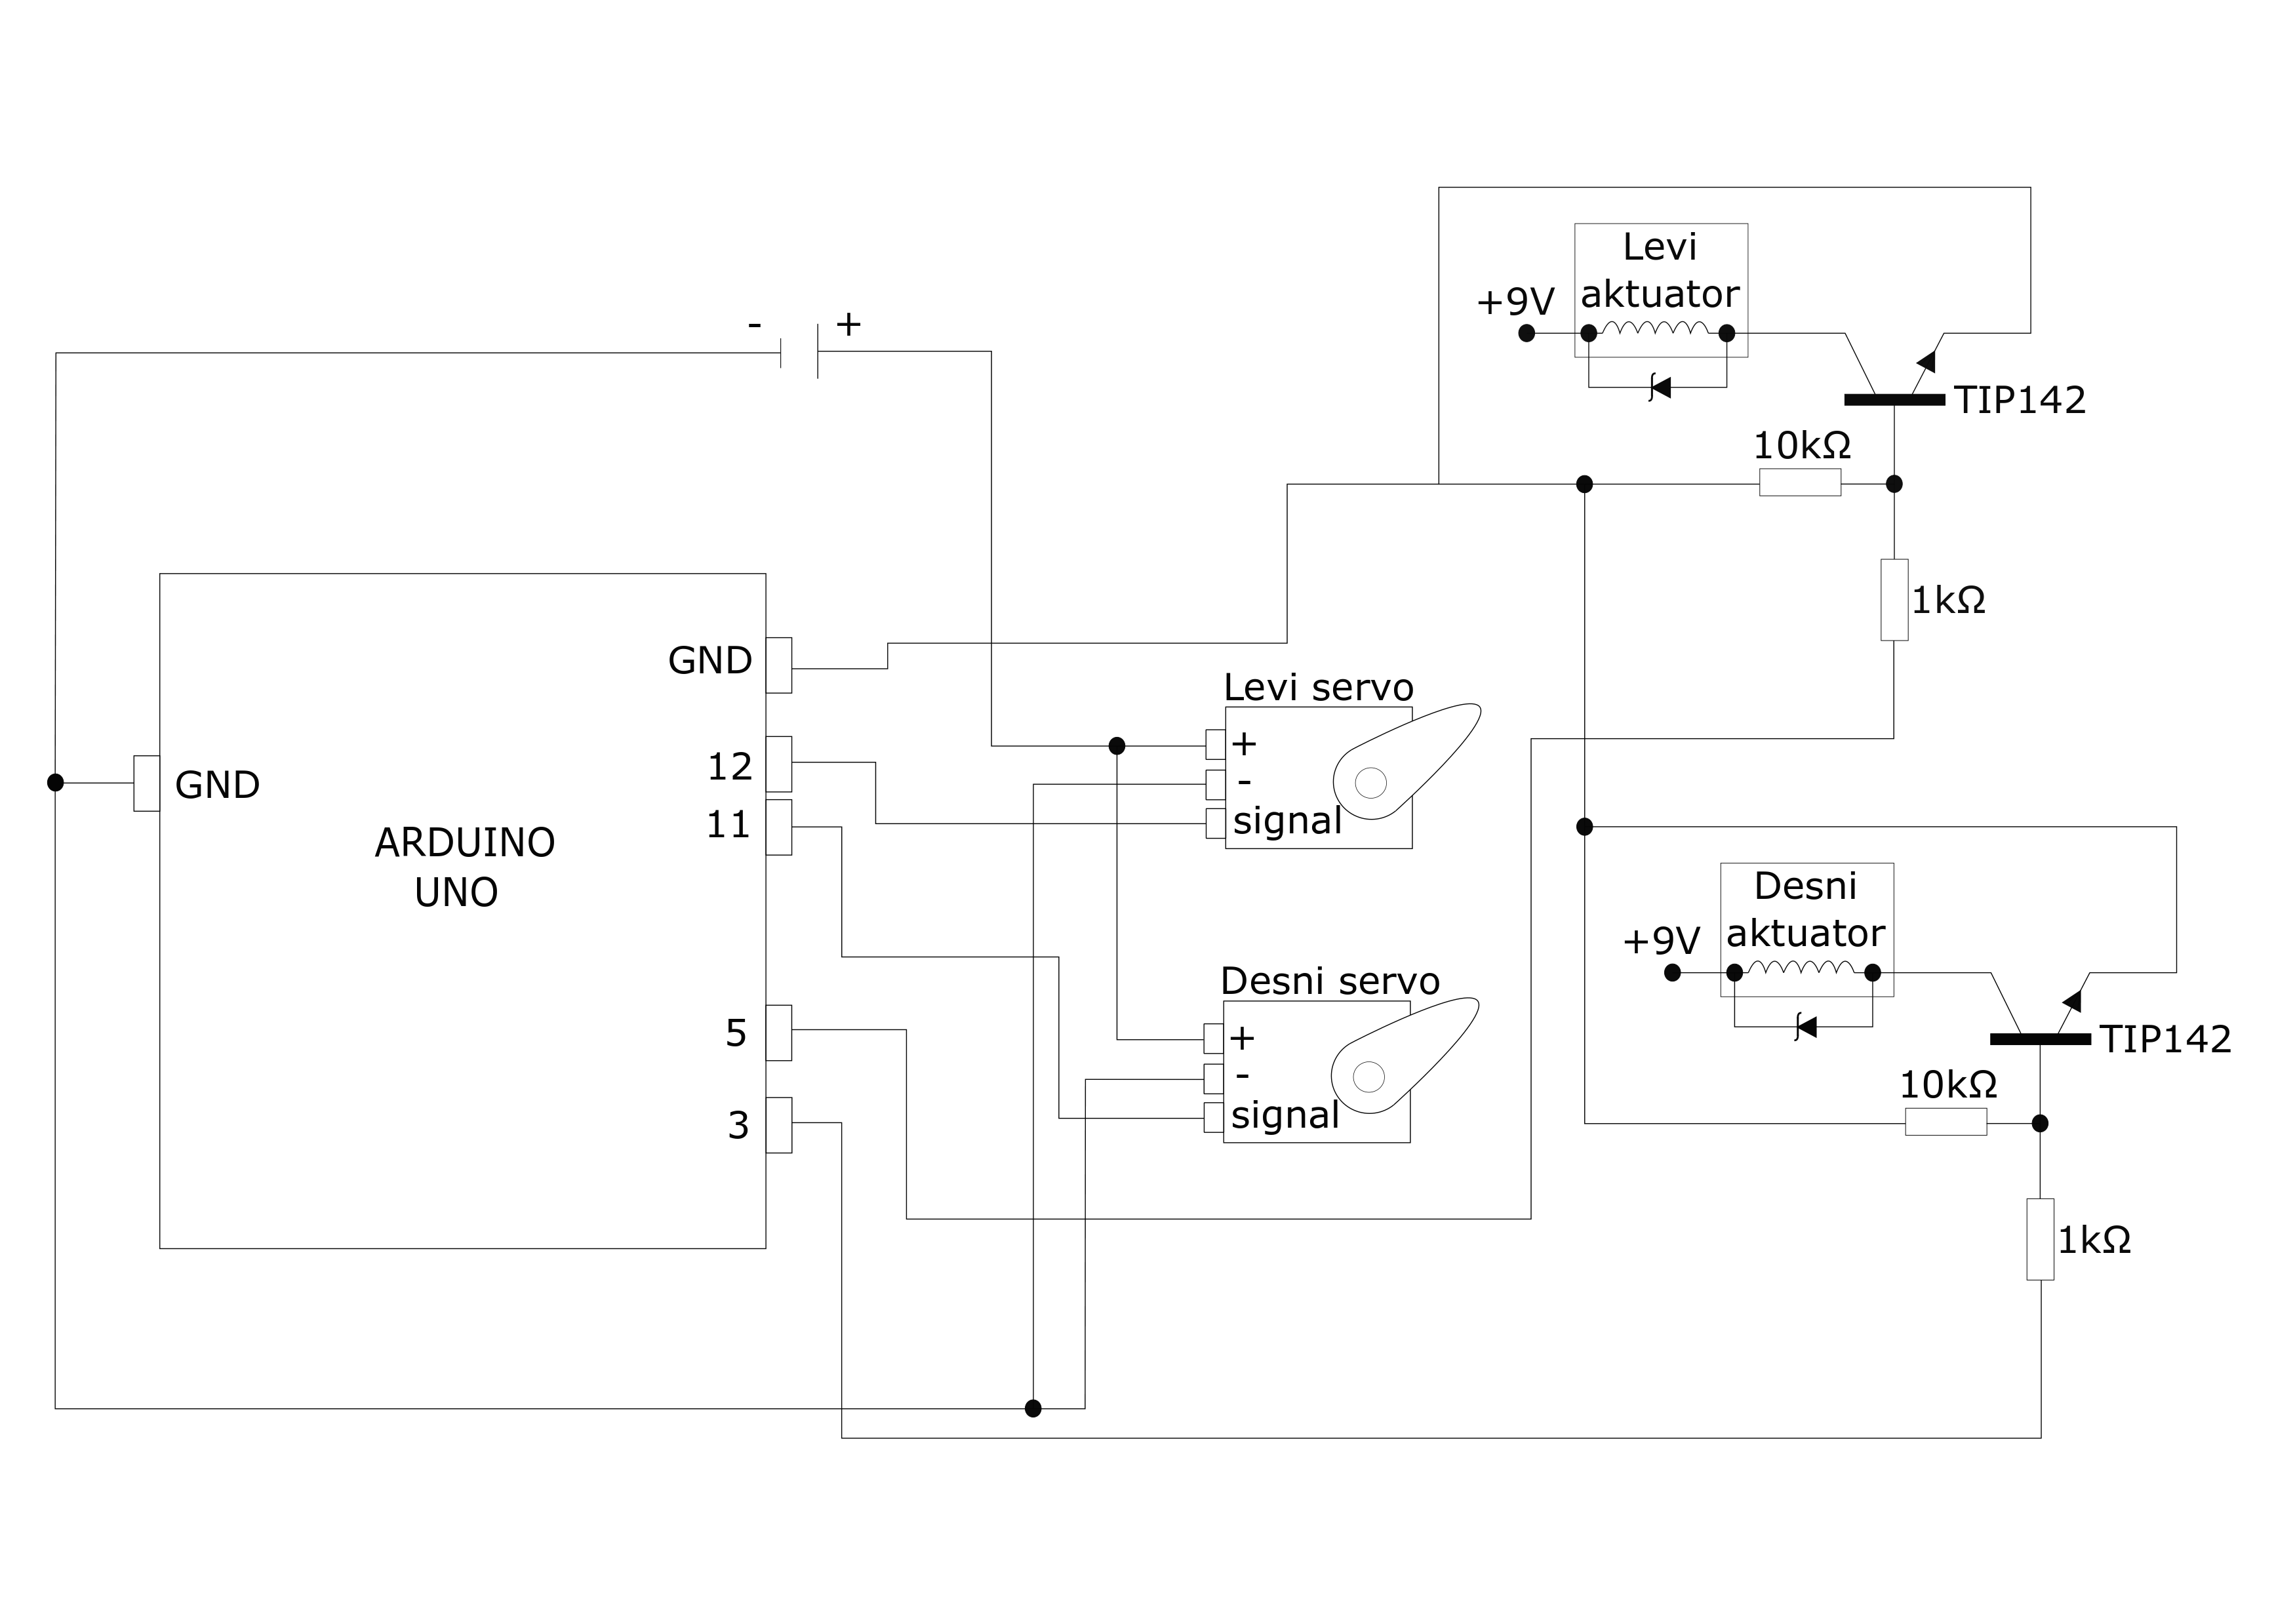 - +
ARDUINO
UNO
GND
GND
12
11
5
3
Levi servo
+
-
signal
Desni servo
+
-
signal
Levi
aktuator
+9V
TIP142
10kΩ
1kΩ
Desni
aktuator
+9V
TIP142
10kΩ
1kΩ